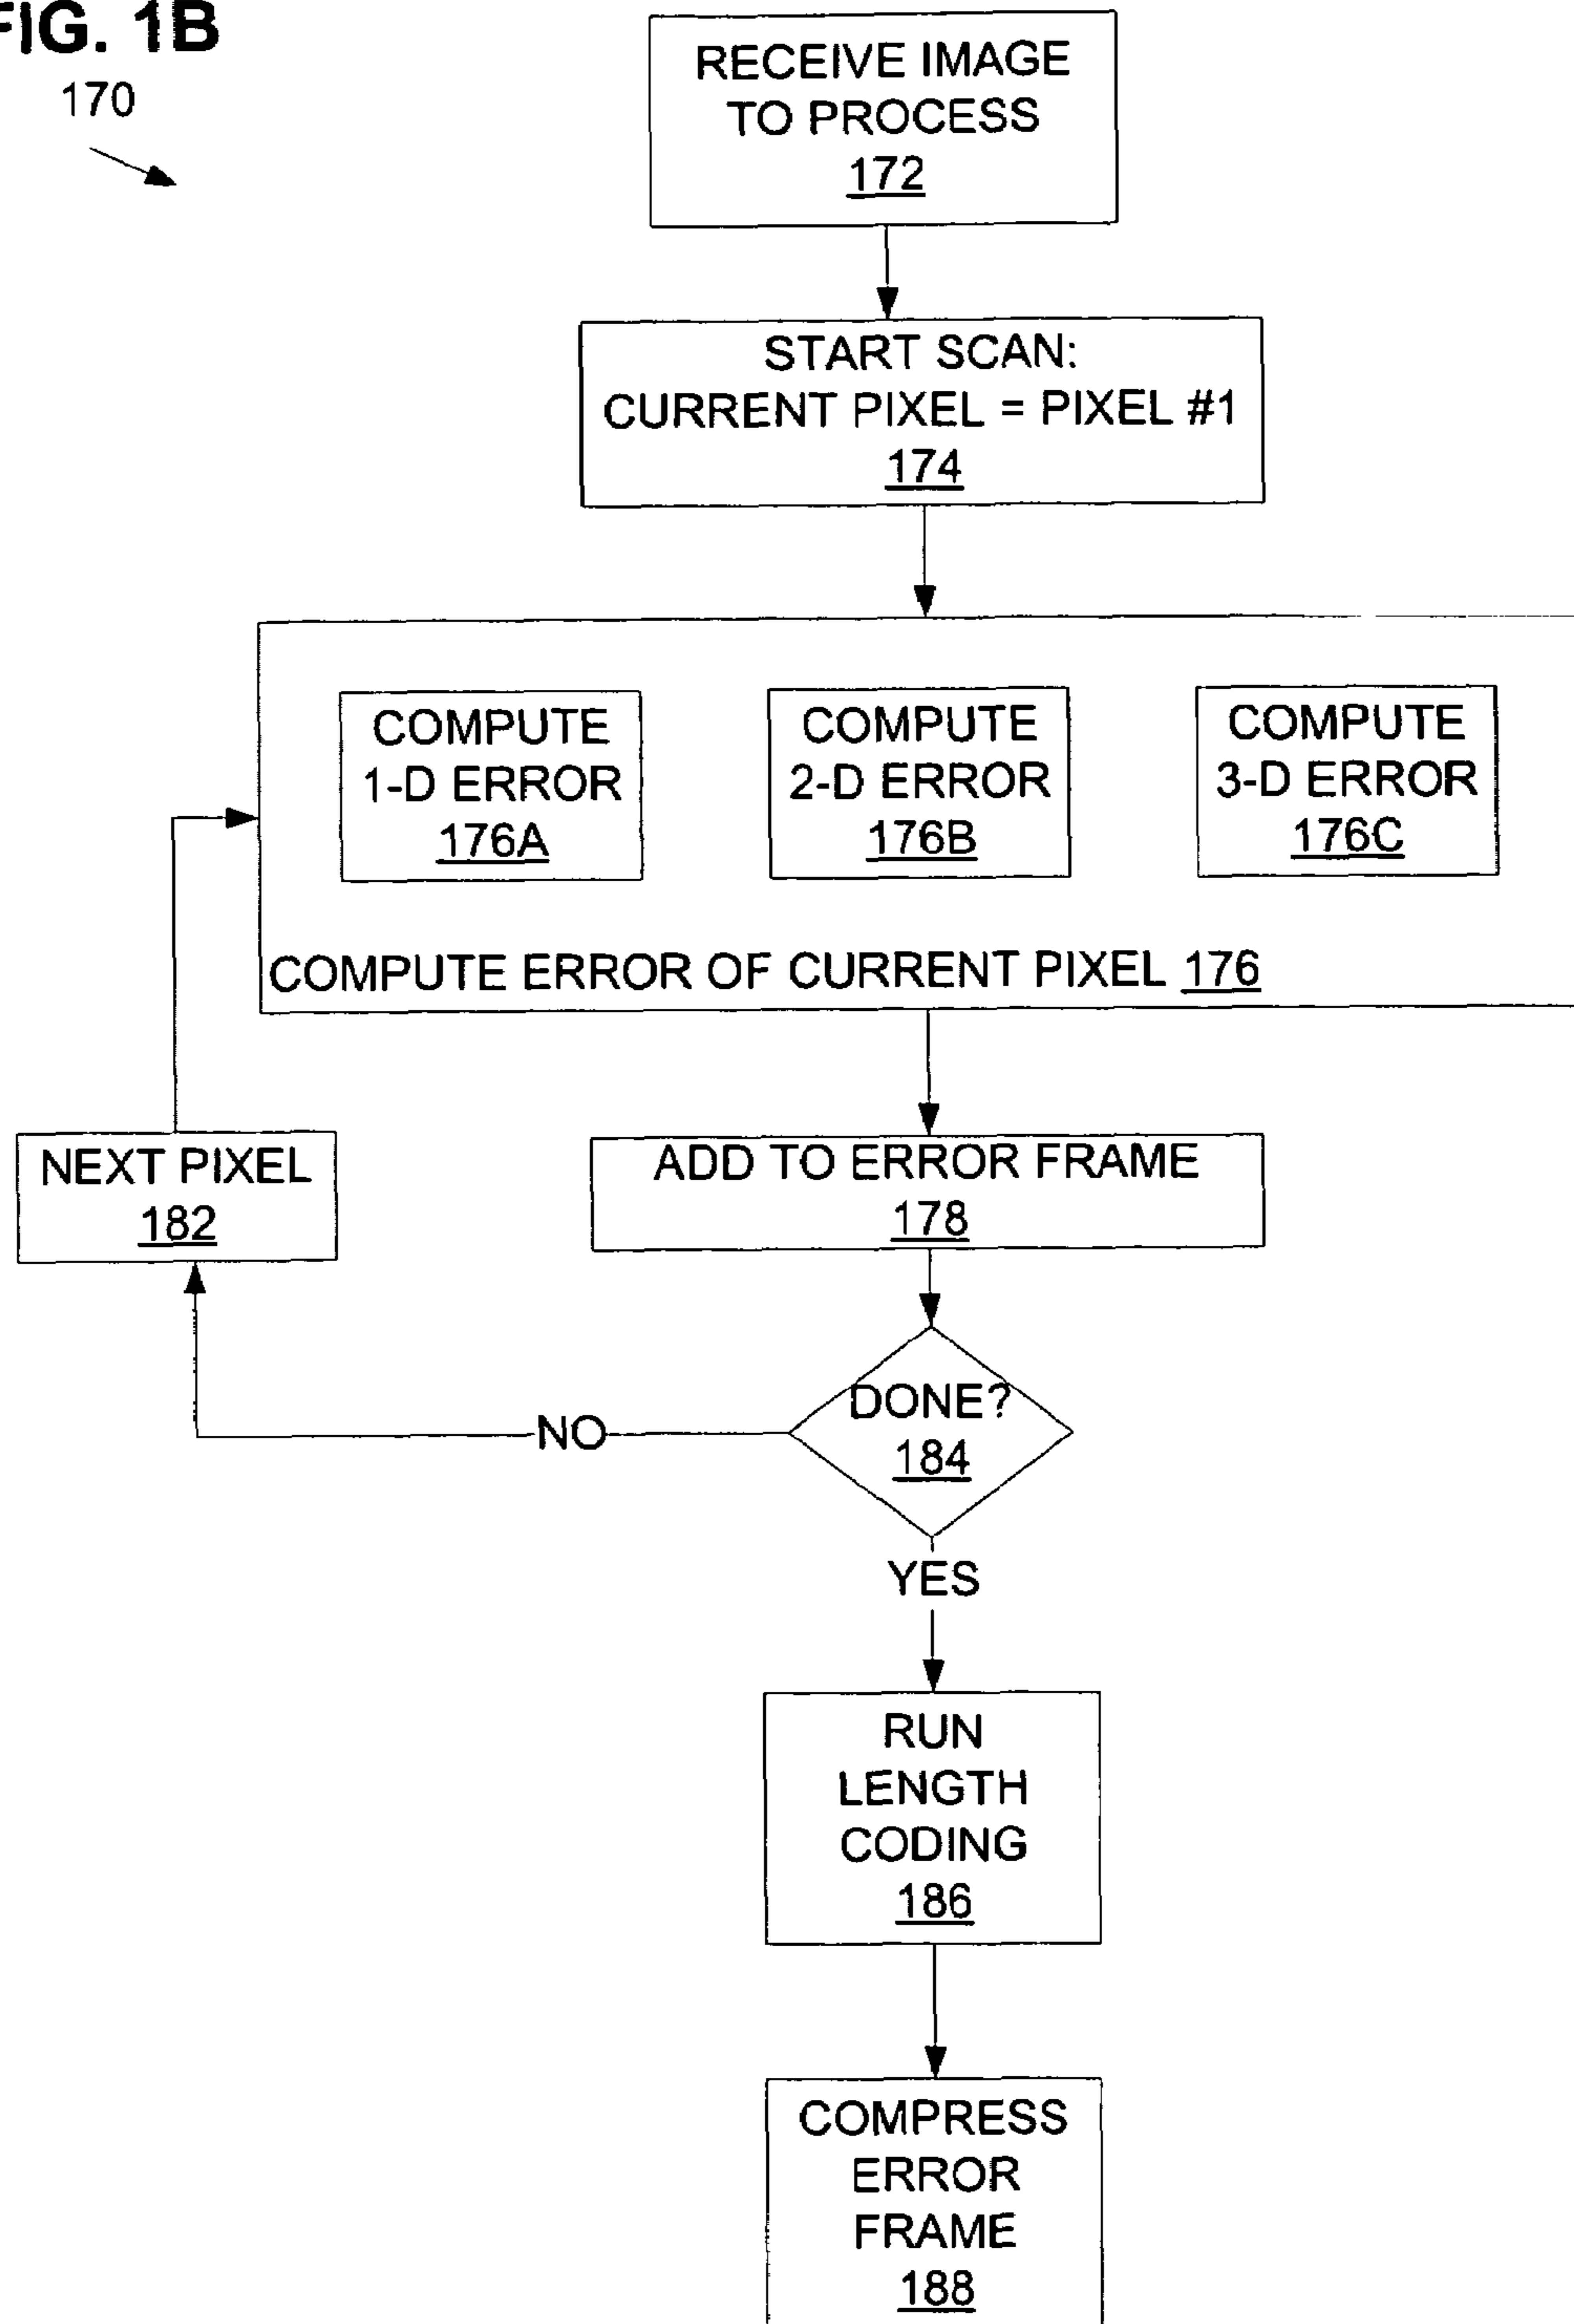 FIG. 1B
170
RECEIVE IMAGE
TO PROCESS
172
START SCAN:
CURRENT PIXEL = PIXEL #1
174
COMPUTE
1-D ERROR
176A
COMPUTE
2-D ERROR
176B
COMPUTE
3-D ERROR
176C
COMPUTE ERROR OF CURRENT PIXEL 176
NEXT PIXEL
182
ADD TO ERROR FRAME
178
DONE?
184
NO
YES
RUN
LENGTH
CODING
186
COMPRESS
ERROR
FRAME
188